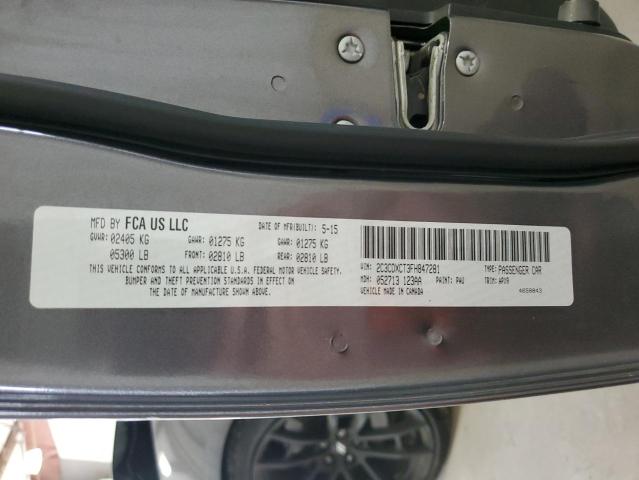 MFD BY FCA US LLC DATE OF MFR(BUILT): 5-15
GVWR: 02405 KG GAWR: 01275 KG GAWR: 01275 KG
05300 LB FRONT: 02810 LB REAR: 02810 LB
THIS VEHICLE CONFORMS TO ALL APPLICABLE U.S.A. FEDERAL MOTOR VEHICLE SAFETY,
BUMPER AND THEFT PREVENTION STANDARDS IN EFFECT ON
THE DATE OF MANUFACTURE SHOWN ABOVE.
VIN: 2C3CDXCT3FH847281 TYPE: PASSENGER CAR
MDH: 052713 123AA PAINT: PAU TRIM: APX9
VEHICLE MADE IN CANADA 4658843